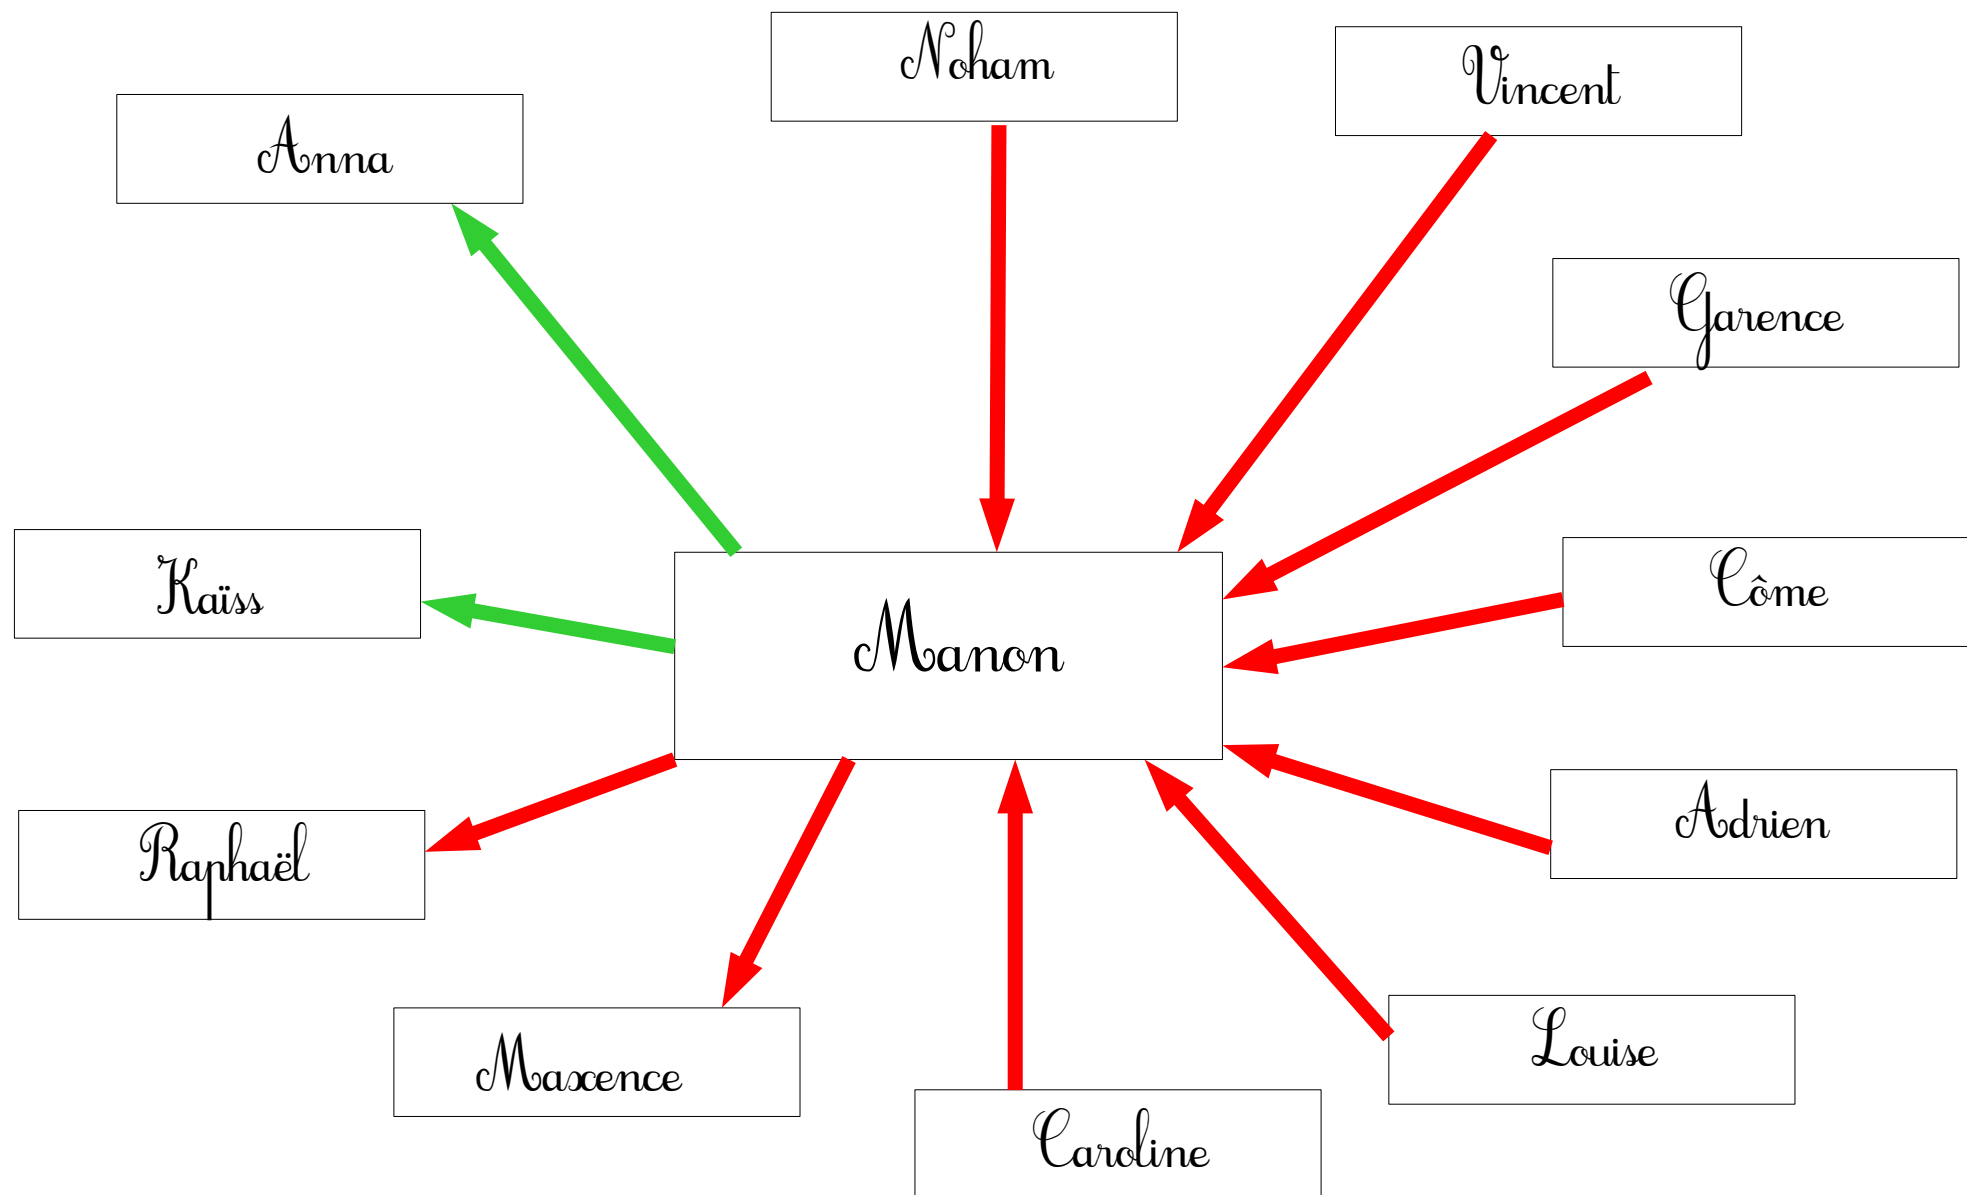 Noham
Vincent
Anna
Garence
Kaïss
Côme
Manon
Raphaël
Adrien
Maxence
Louise
Caroline